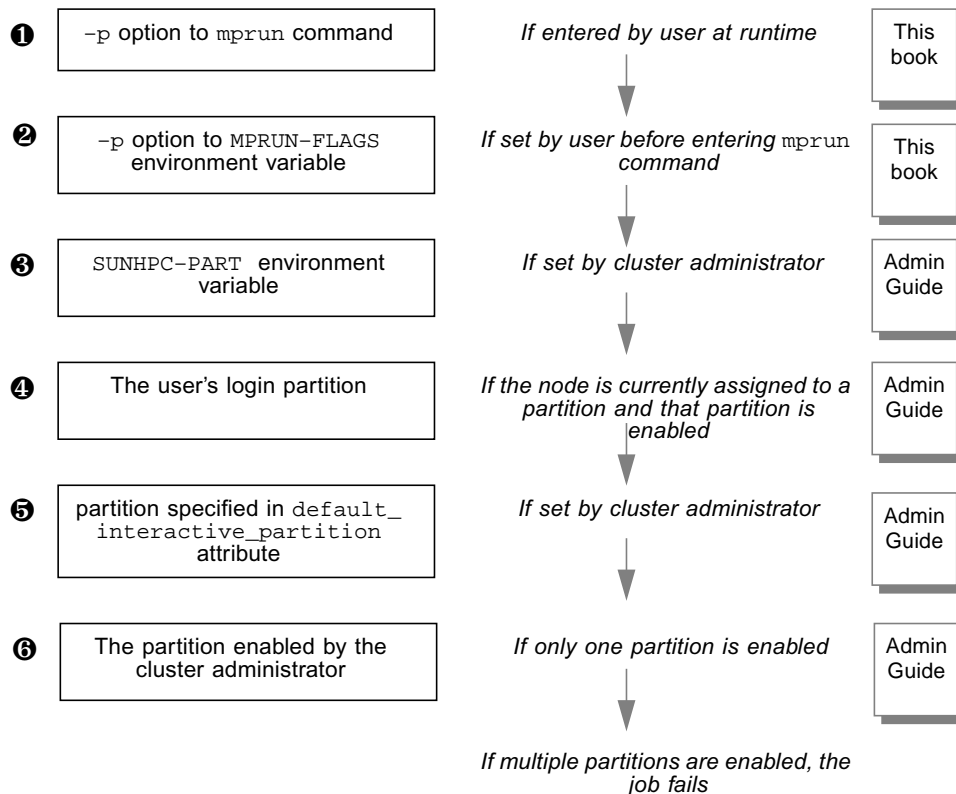 ❶
–p option to mprun command
If entered by user at runtime
This
book
❷
–p option to MPRUN–FLAGS
environment variable
If set by user before entering mprun
command
This
book
❸
SUNHPC–PART environment
variable
If set by cluster administrator
Admin
Guide
❹
The user's login partition
If the node is currently assigned to a
partition and that partition is
enabled
Admin
Guide
❺
partition specified in default_
interactive_partition
attribute
If set by cluster administrator
Admin
Guide
❻
The partition enabled by the
cluster administrator
If only one partition is enabled
Admin
Guide
If multiple partitions are enabled, the
job fails